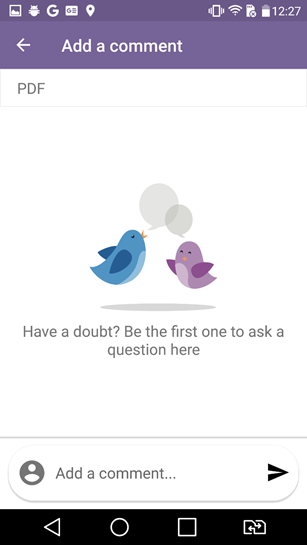 12:27
Add a comment
PDF
Have a doubt? Be the first one to ask a
question here
Add a comment...